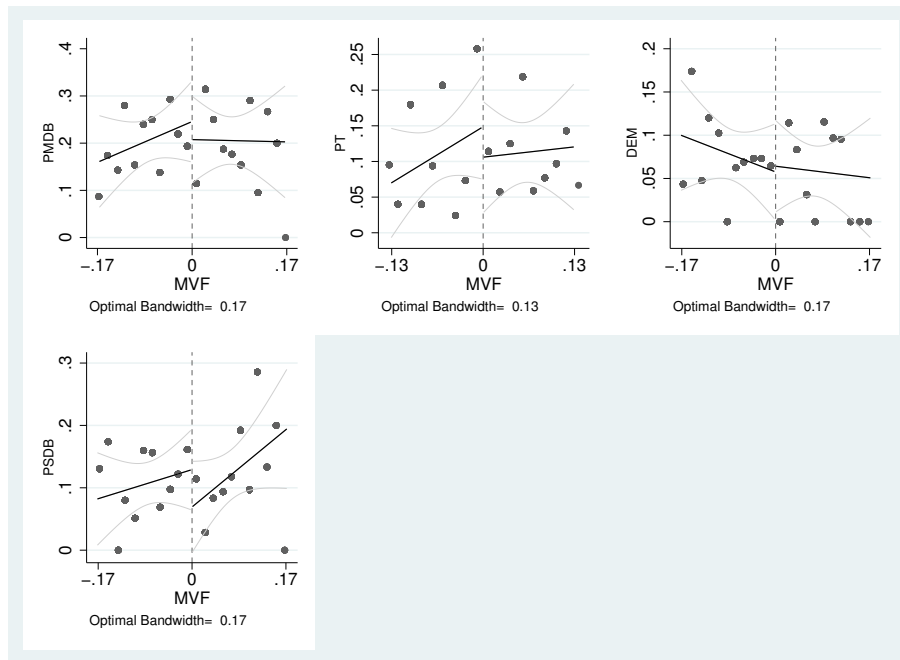 PMDB
.4
.3
.2
.1
0
−.17 0 .17
MVF
Optimal Bandwidth= 0.17
PT
.25
.2
.15
.1
.05
0
−.13 0 .13
MVF
Optimal Bandwidth= 0.13
DEM
.2
.15
.1
.05
0
−.17 0 .17
MVF
Optimal Bandwidth= 0.17
PSDB
.3
.2
.1
0
−.17 0 .17
MVF
Optimal Bandwidth= 0.17